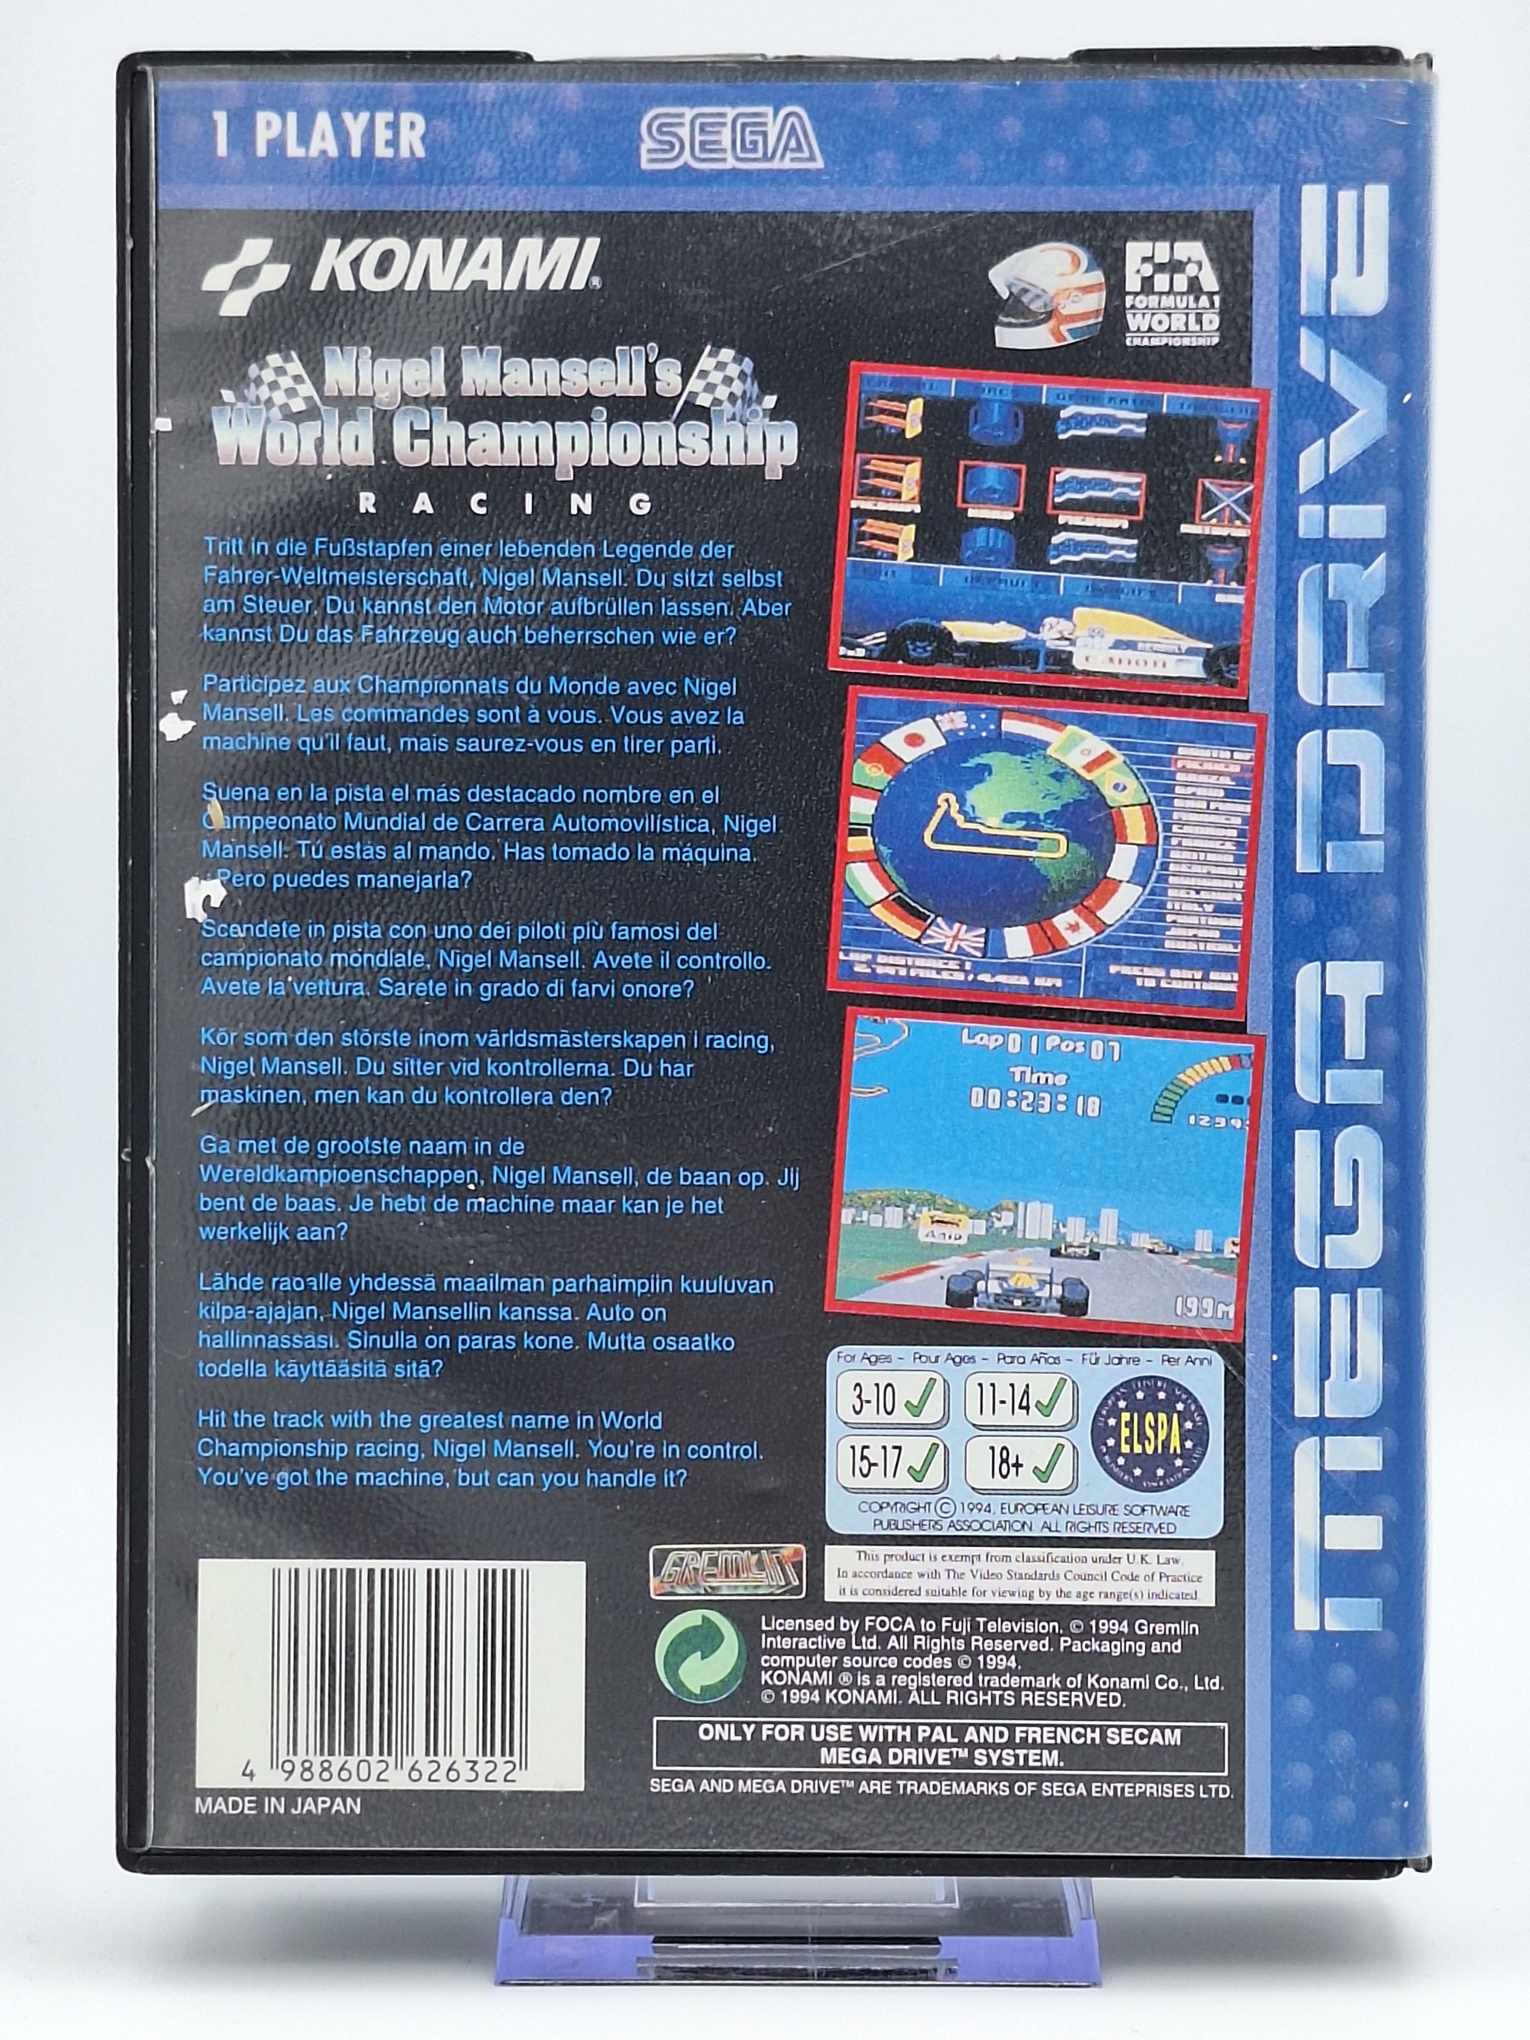 1 PLAYER
SEGA
MEGA DRIVE
KONAMI®
FIA
FORMULA 1
WORLD
CHAMPIONSHIP
Nigel Mansell's
World Championship
RACING
Tritt in die Fußstapfen einer lebenden Legende der
Fahrer-Weltmeisterschaft, Nigel Mansell. Du sitzt selbst
am Steuer. Du kannst den Motor aufbrüllen lassen. Aber
kannst Du das Fahrzeug auch beherrschen wie er?
Participez aux Championnats du Monde avec Nigel
Mansell. Les commandes sont à vous. Vous avez la
machine qu'il faut, mais saurez-vous en tirer parti.
Suena en la pista el más destacado nombre en el
Campeonato Mundial de Carrera Automovilística, Nigel
Mansell. Tú estás al mando. Has tomado la máquina.
¿Pero puedes manejarla?
Scendete in pista con uno dei piloti più famosi del
campionato mondiale, Nigel Mansell. Avete il controllo.
Avete la vettura. Sarete in grado di farvi onore?
Kör som den störste inom världsmästerskapen i racing,
Nigel Mansell. Du sitter vid kontrollerna. Du har
maskinen, men kan du kontrollera den?
Ga met de grootste naam in de
Wereldkampioenschappen, Nigel Mansell, de baan op. Jij
bent de baas. Je hebt de machine maar kan je het
werkelijk aan?
Lähde radalle yhdessä maailman parhaimpiin kuuluvan
kilpa-ajajan, Nigel Mansellin kanssa. Auto on
hallinnassasi. Sinulla on paras kone. Mutta osaatko
todella käyttääsitä sitä?
Hit the track with the greatest name in World
Championship racing, Nigel Mansell. You're in control.
You've got the machine, but can you handle it?
Canon
MEXICO
LAP DISTANCE:
PRESS ANY KEY
TO CONTINUE
Lap 01 Pos 07
Time
00:23:18
199M
For Ages - Pour Ages - Para Años - Für Jahre - Per Anni
3-10 11-14
15-17 18+
ELSPA
COPYRIGHT © 1994, EUROPEAN LEISURE SOFTWARE
PUBLISHERS ASSOCIATION. ALL RIGHTS RESERVED
GREMLIN
This product is exempt from classification under U.K. Law.
In accordance with The Video Standards Council Code of Practice
it is considered suitable for viewing by the age range(s) indicated.
Licensed by FOCA to Fuji Television. © 1994 Gremlin
Interactive Ltd. All Rights Reserved. Packaging and
computer source codes © 1994.
KONAMI ® is a registered trademark of Konami Co., Ltd.
© 1994 KONAMI. ALL RIGHTS RESERVED.
ONLY FOR USE WITH PAL AND FRENCH SECAM
MEGA DRIVE™ SYSTEM.
SEGA AND MEGA DRIVE™ ARE TRADEMARKS OF SEGA ENTEPRISES LTD.
4 988602 626322
MADE IN JAPAN